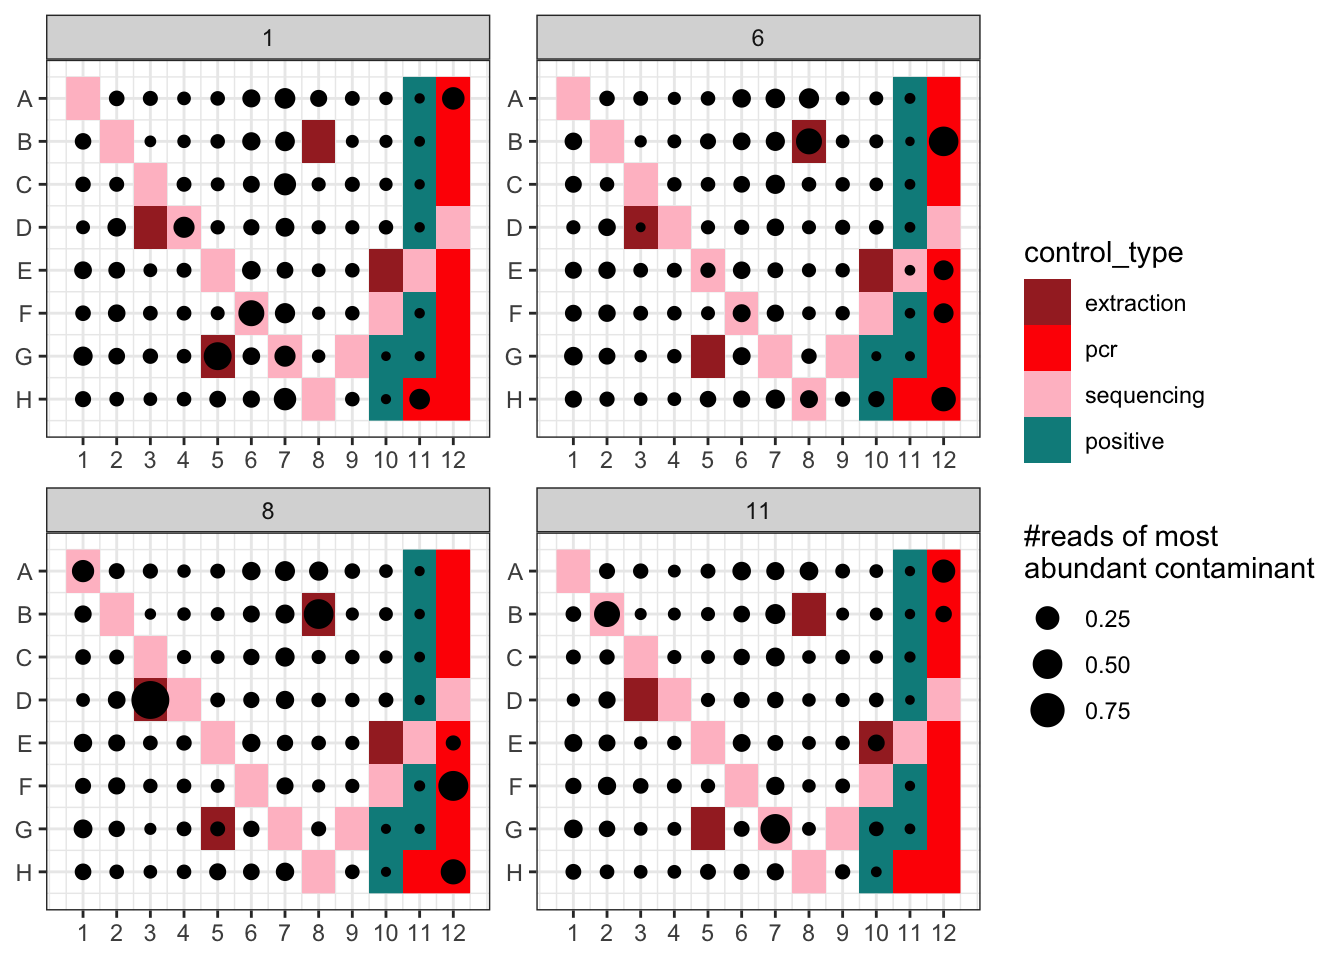 1
6
A
B
C
D
E
F
G
H
1 2 3 4 5 6 7 8 9 10 11 12
A
B
C
D
E
F
G
H
1 2 3 4 5 6 7 8 9 10 11 12
8
11
A
B
C
D
E
F
G
H
1 2 3 4 5 6 7 8 9 10 11 12
A
B
C
D
E
F
G
H
1 2 3 4 5 6 7 8 9 10 11 12
control_type
extraction
pcr
sequencing
positive
#reads of most
abundant contaminant
0.25
0.50
0.75